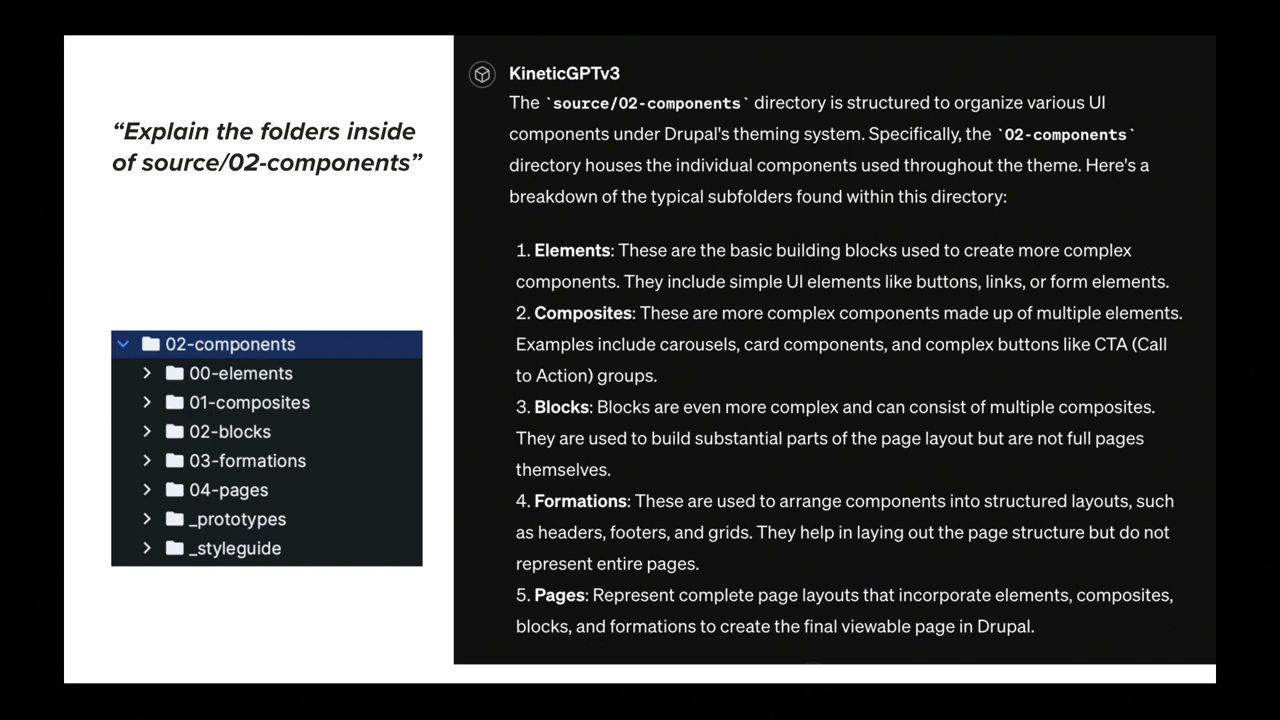 “Explain the folders inside
of source/02-components”
02-components
00-elements
01-composites
02-blocks
03-formations
04-pages
_prototypes
_styleguide
KineticGPTv3
The `source/02-components` directory is structured to organize various UI
components under Drupal's theming system. Specifically, the `02-components`
directory houses the individual components used throughout the theme. Here's a
breakdown of the typical subfolders found within this directory:
1. Elements: These are the basic building blocks used to create more complex
components. They include simple UI elements like buttons, links, or form elements.
2. Composites: These are more complex components made up of multiple elements.
Examples include carousels, card components, and complex buttons like CTA (Call
to Action) groups.
3. Blocks: Blocks are even more complex and can consist of multiple composites.
They are used to build substantial parts of the page layout but are not full pages
themselves.
4. Formations: These are used to arrange components into structured layouts, such
as headers, footers, and grids. They help in laying out the page structure but do not
represent entire pages.
5. Pages: Represent complete page layouts that incorporate elements, composites,
blocks, and formations to create the final viewable page in Drupal.